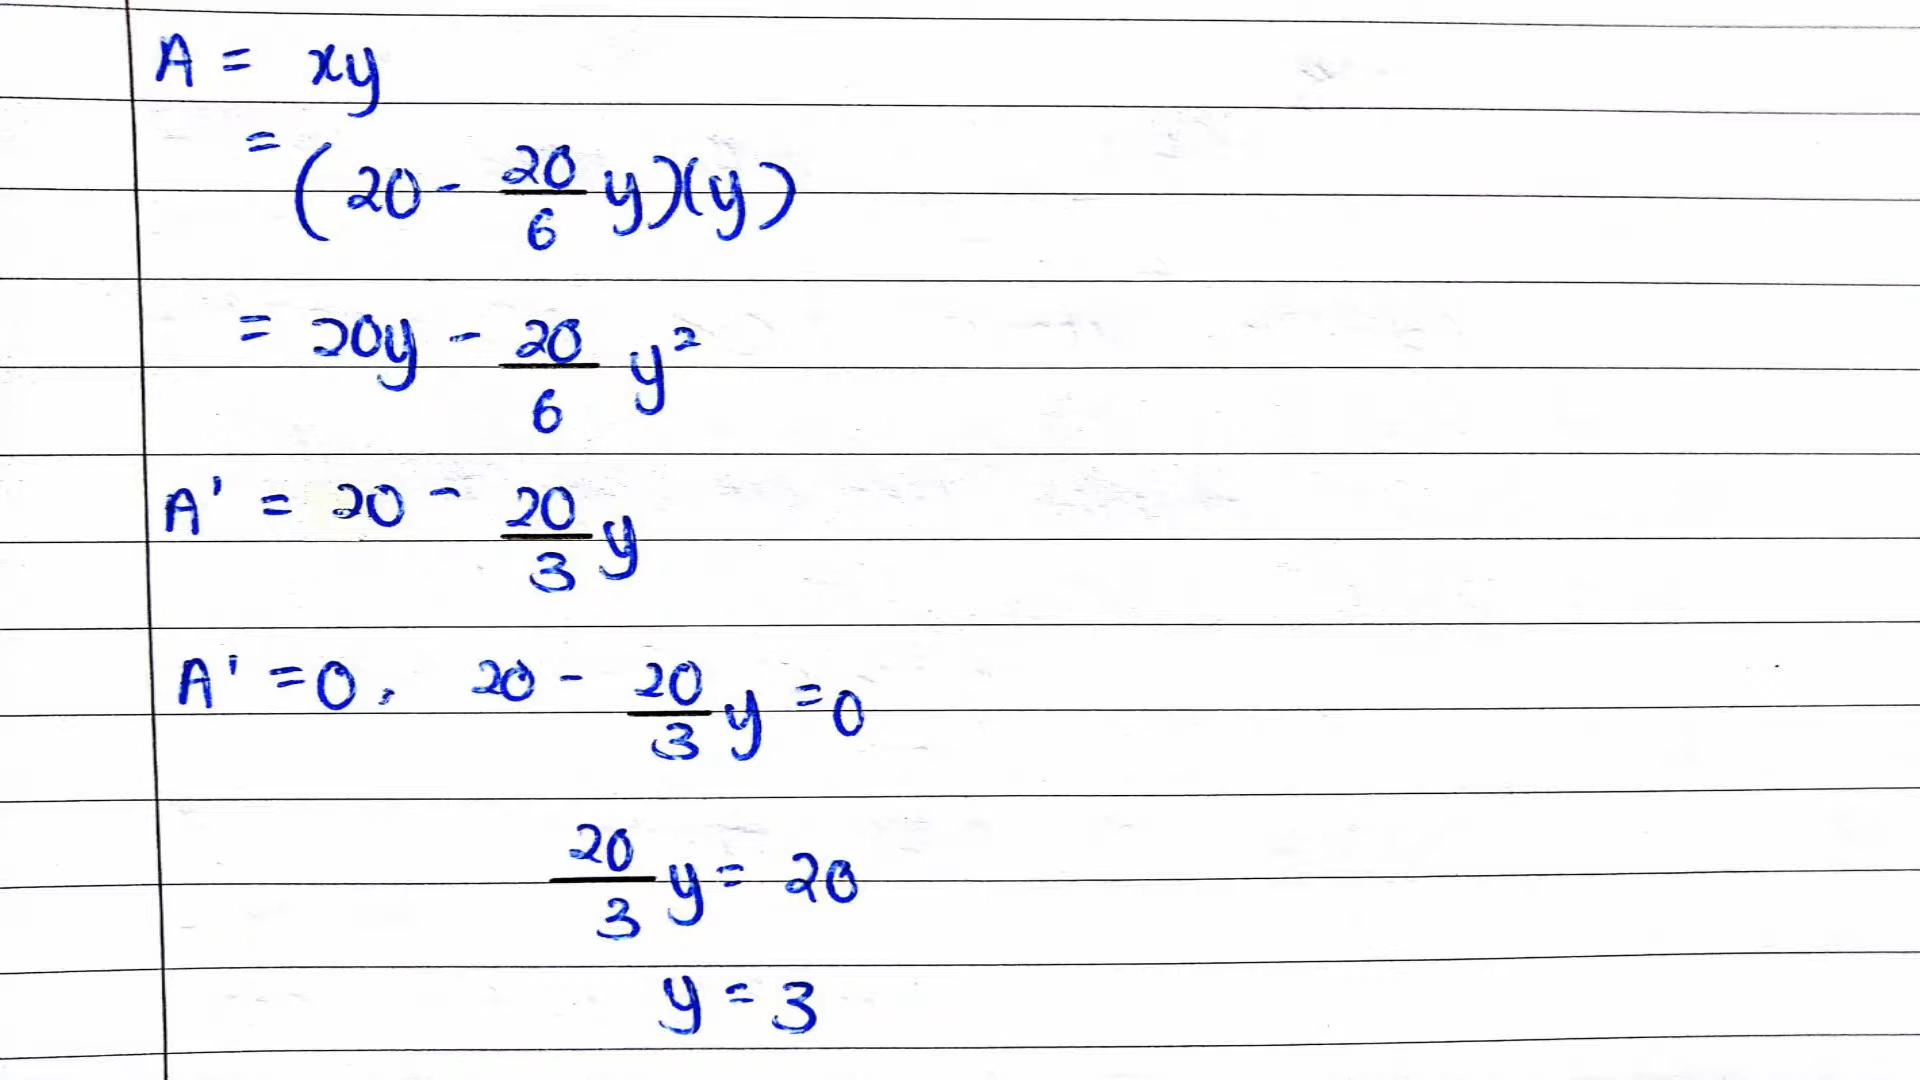 A = xy
= (20 - 20/6 y)(y)
= 20y - 20/6 y²
A' = 20 - 20/3 y
A' = 0, 20 - 20/3 y = 0
20/3 y = 20
y = 3